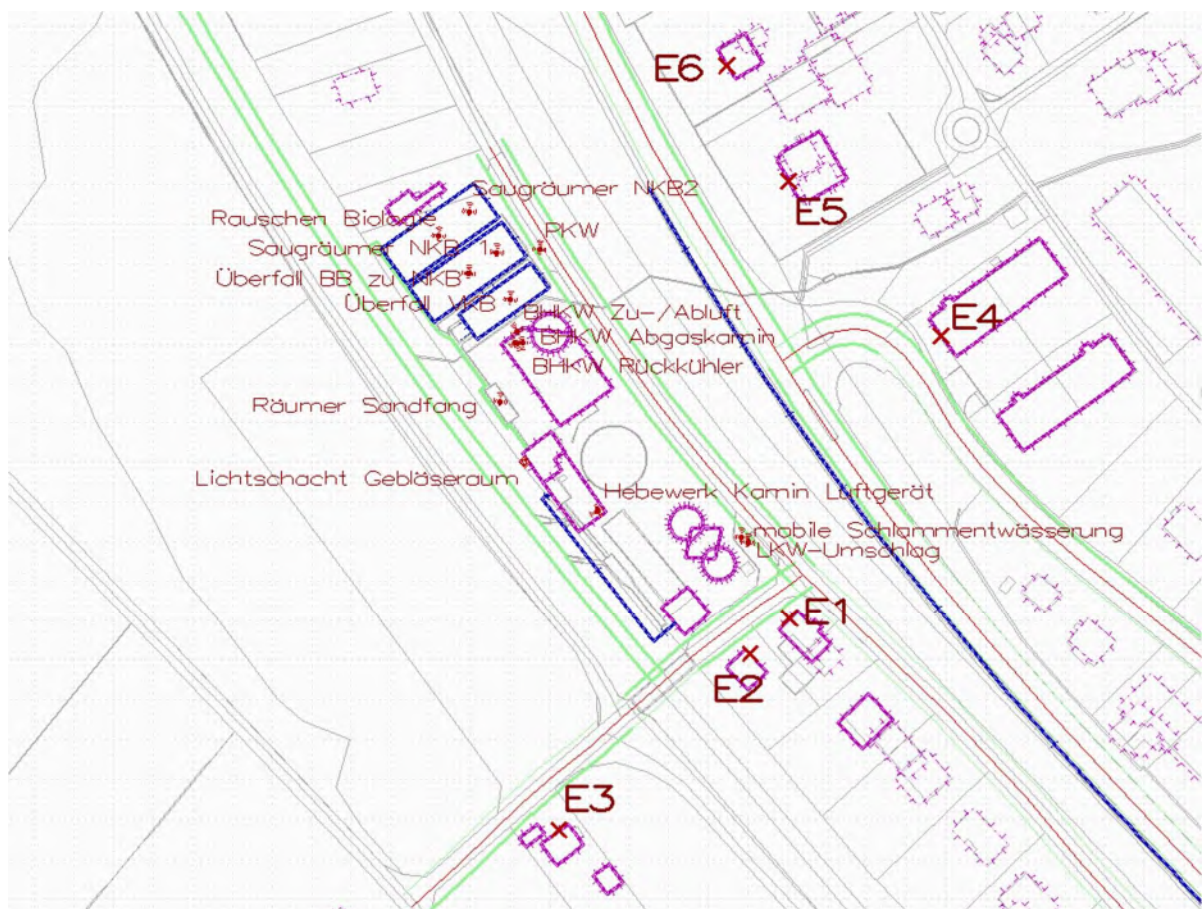 E6
Saugräumer NKB2
E5
Rauschen Biologie
PKW
Saugräumer NKB 1
Überfall BB zu NKB
Überfall VKB
BHKW Zu-/Abluft
E4
BHKW Abgaskamin
BHKW Rückkühler
Räumer Sandfang
Lichtschacht Gebläseraum
Hebewerk Kamin Lüftgerät
mobile Schlammentwässerung
LKW-Umschlag
E1
E2
E3